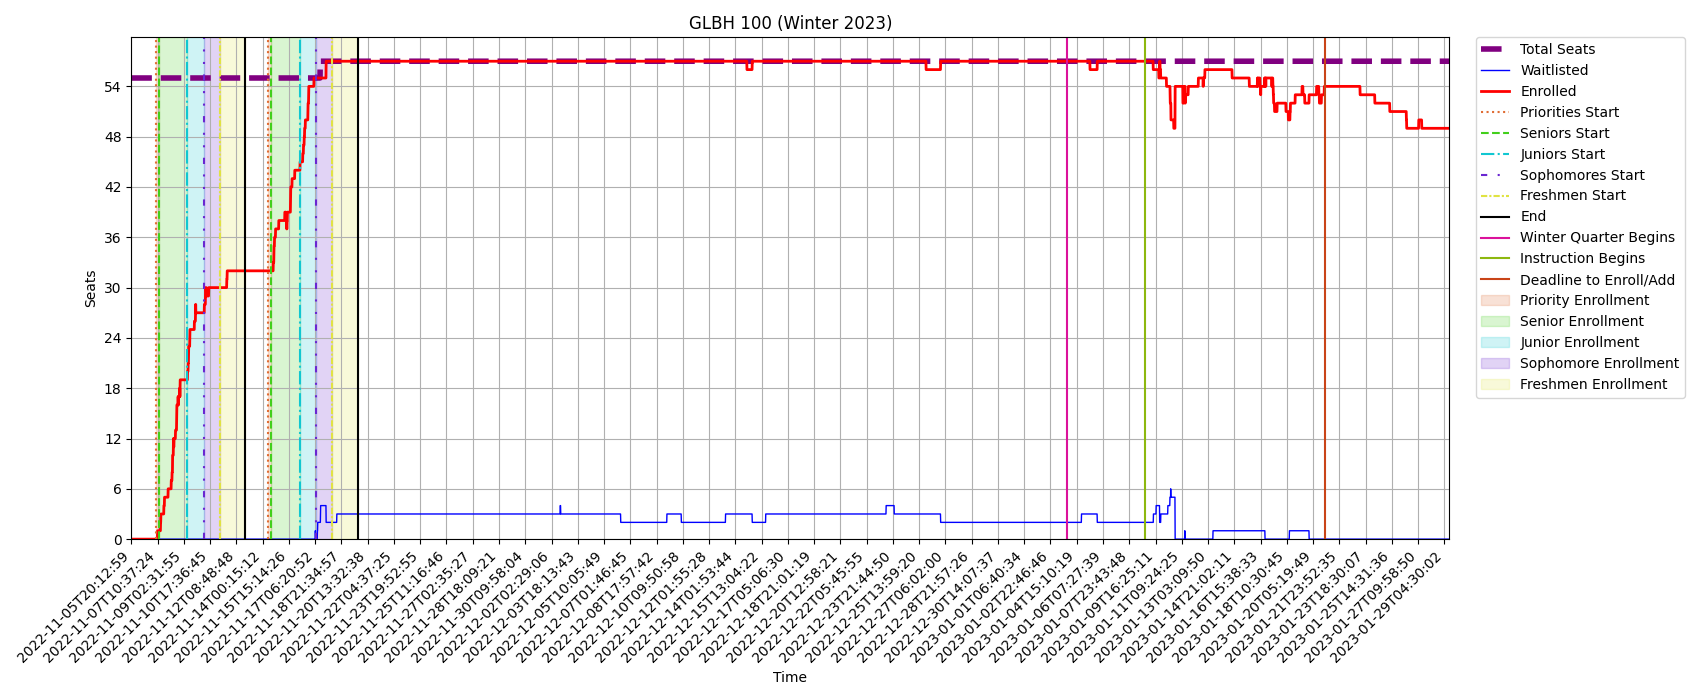 GLBH 100 (Winter 2023)
Seats
54
48
42
36
30
24
18
12
6
0
2022-11-05T20:12:59
2022-11-07T10:37:24
2022-11-09T02:31:55
2022-11-10T17:36:45
2022-11-12T08:48:48
2022-11-14T00:15:12
2022-11-15T15:14:20
2022-11-17T06:20:52
2022-11-18T21:34:57
2022-11-20T13:32:38
2022-11-22T04:37:25
2022-11-23T19:52:55
2022-11-25T11:16:46
2022-11-27T02:35:27
2022-11-28T18:09:21
2022-11-30T09:58:04
2022-12-02T02:29:06
2022-12-03T18:13:43
2022-12-05T10:05:49
2022-12-07T01:46:45
2022-12-08T17:57:42
2022-12-10T09:50:58
2022-12-12T01:55:28
2022-12-14T01:53:44
2022-12-15T13:04:22
2022-12-17T05:06:30
2022-12-18T21:01:19
2022-12-20T12:58:21
2022-12-22T05:45:55
2022-12-23T21:44:50
2022-12-25T13:59:20
2022-12-27T06:02:00
2022-12-28T21:57:26
2022-12-30T14:07:37
2023-01-01T06:40:34
2023-01-02T22:46:46
2023-01-04T15:10:19
2023-01-06T07:27:39
2023-01-07T23:43:48
2023-01-09T16:25:11
2023-01-11T09:24:25
2023-01-13T03:09:50
2023-01-14T21:02:11
2023-01-16T15:38:33
2023-01-18T10:30:45
2023-01-20T05:19:49
2023-01-21T23:52:35
2023-01-23T18:30:07
2023-01-25T14:31:36
2023-01-27T09:58:50
2023-01-29T04:30:02
Time
Total Seats
Waitlisted
Enrolled
Priorities Start
Seniors Start
Juniors Start
Sophomores Start
Freshmen Start
End
Winter Quarter Begins
Instruction Begins
Deadline to Enroll/Add
Priority Enrollment
Senior Enrollment
Junior Enrollment
Sophomore Enrollment
Freshmen Enrollment